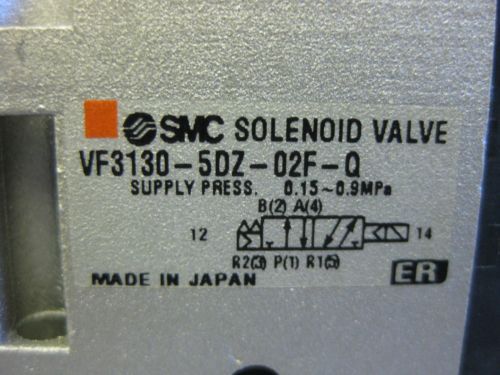 SMC SOLENOID VALVE
VF3130-5DZ-02F-Q
SUPPLY PRESS. 0.15~0.9MPa
B(2) A(4)
12 14
R2(3) P(1) R1(5)
MADE IN JAPAN ER